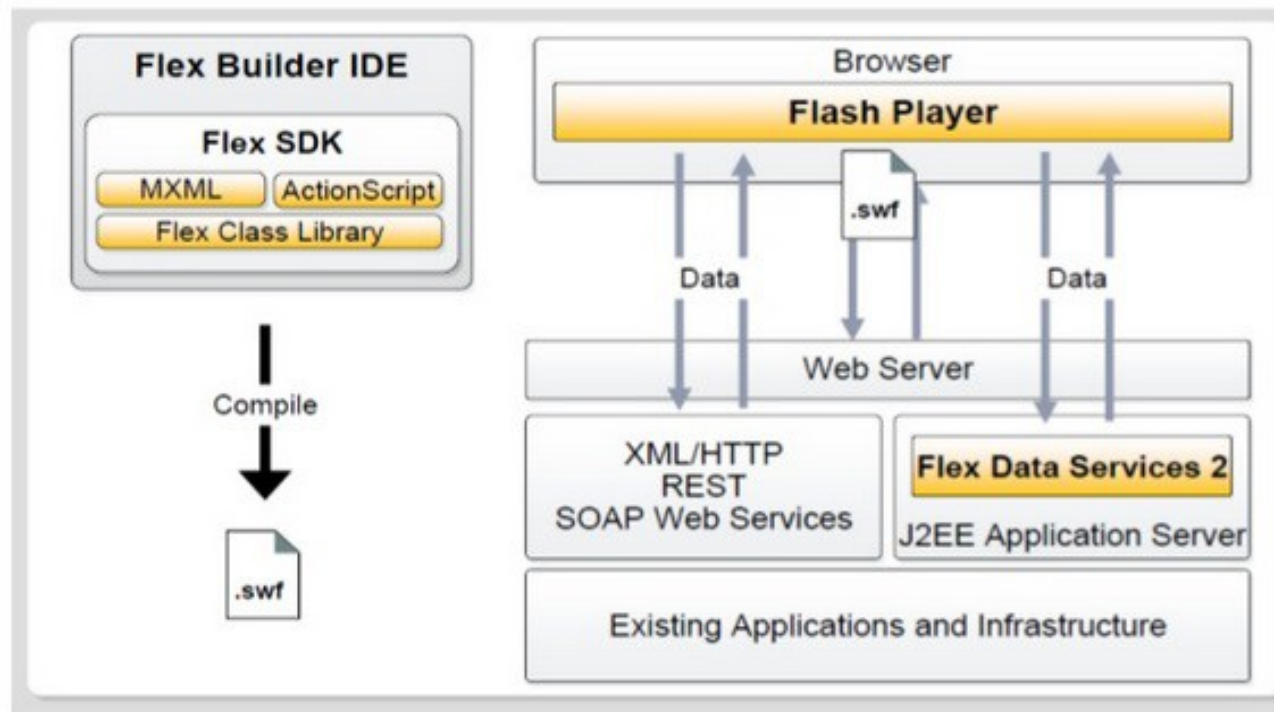 Flex Builder IDE
Flex SDK
MXML
ActionScript
Flex Class Library
Compile
.swf
Browser
Flash Player
.swf
Data
Data
Web Server
XML/HTTP
REST
SOAP Web Services
Flex Data Services 2
J2EE Application Server
Existing Applications and Infrastructure